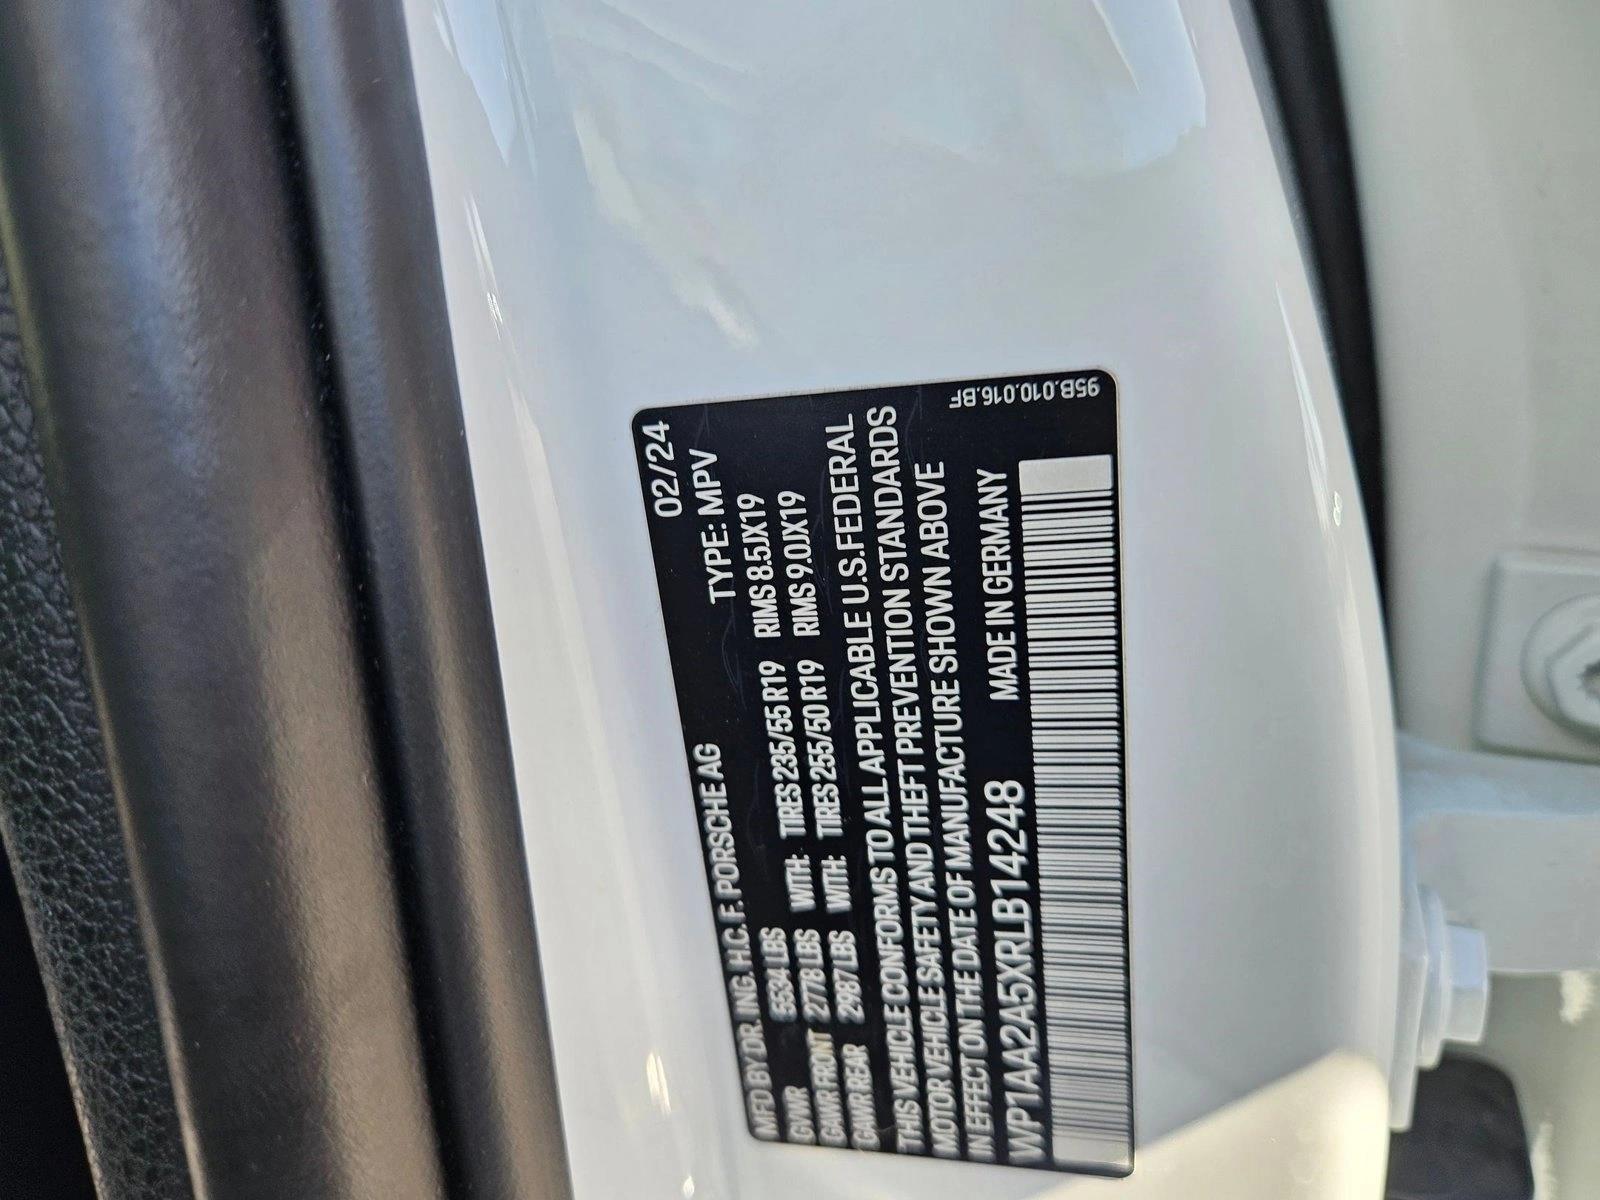 MFD BY DR. ING. H.C. F. PORSCHE AG 02/24
GVWR 5534 LBS TYPE: MPV
GAWR FRONT 2778 LBS WITH: TIRES 235/55 R19 RIMS 8.5JX19
GAWR REAR 2987 LBS WITH: TIRES 255/50 R19 RIMS 9.0JX19
THIS VEHICLE CONFORMS TO ALL APPLICABLE U.S.FEDERAL
MOTOR VEHICLE SAFETY AND THEFT PREVENTION STANDARDS
IN EFFECT ON THE DATE OF MANUFACTURE SHOWN ABOVE
WP1AA2A5XRLB14248 MADE IN GERMANY
95B.010.016.BF